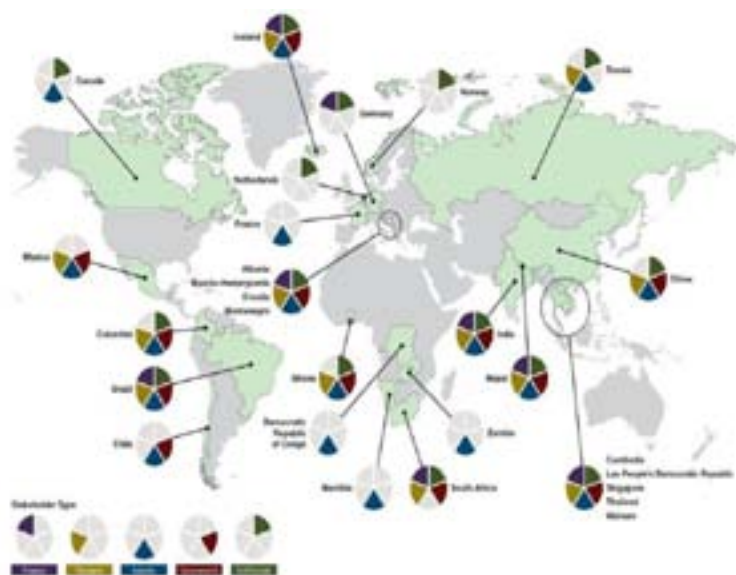 Iceland
Canada
Germany
Norway
Russia
Netherlands
France
Mexico
Albania
Bosnia-Herzegovina
Croatia
Montenegro
China
Colombia
India
Nepal
Brazil
Ghana
Chile
Democratic
Republic
of Congo
Zambia
Namibia
South Africa
Cambodia
Lao People's Democratic Republic
Singapore
Thailand
Vietnam
Stakeholder Type